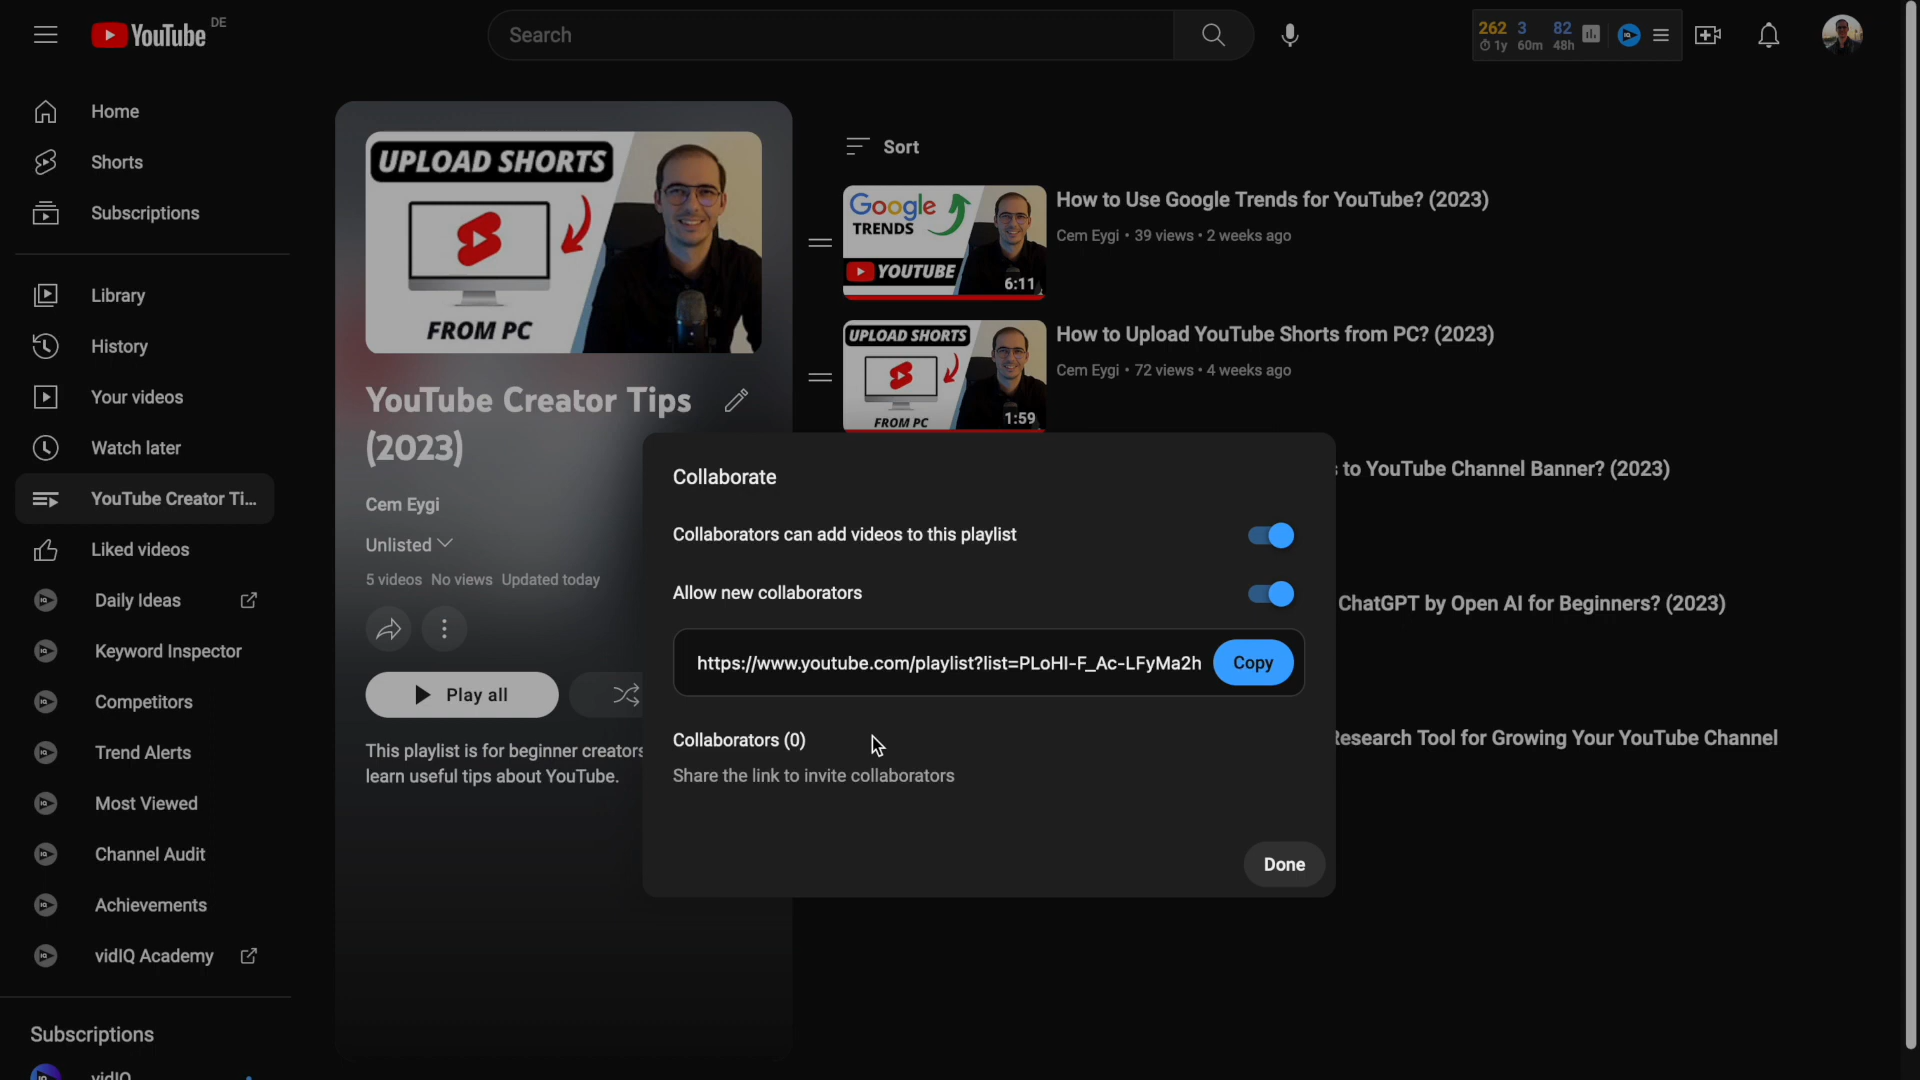 YouTube DE
Search
262 3 82
1y 60m 48h
Home
Shorts
Subscriptions
Library
History
Your videos
Watch later
YouTube Creator Ti...
Liked videos
Daily Ideas
Keyword Inspector
Competitors
Trend Alerts
Most Viewed
Channel Audit
Achievements
vidIQ Academy
Subscriptions
vidIQ
UPLOAD SHORTS
FROM PC
YouTube Creator Tips
(2023)
Cem Eygi
Unlisted
5 videos No views Updated today
Play all
This playlist is for beginner creators
learn useful tips about YouTube.
Sort
Google
TRENDS
YOUTUBE
6:11
How to Use Google Trends for YouTube? (2023)
Cem Eygi • 39 views • 2 weeks ago
UPLOAD SHORTS
FROM PC
1:59
How to Upload YouTube Shorts from PC? (2023)
Cem Eygi • 72 views • 4 weeks ago
to YouTube Channel Banner? (2023)
ChatGPT by Open AI for Beginners? (2023)
Research Tool for Growing Your YouTube Channel
Collaborate
Collaborators can add videos to this playlist
Allow new collaborators
https://www.youtube.com/playlist?list=PLoHI-F_Ac-LFyMa2h
Copy
Collaborators (0)
Share the link to invite collaborators
Done